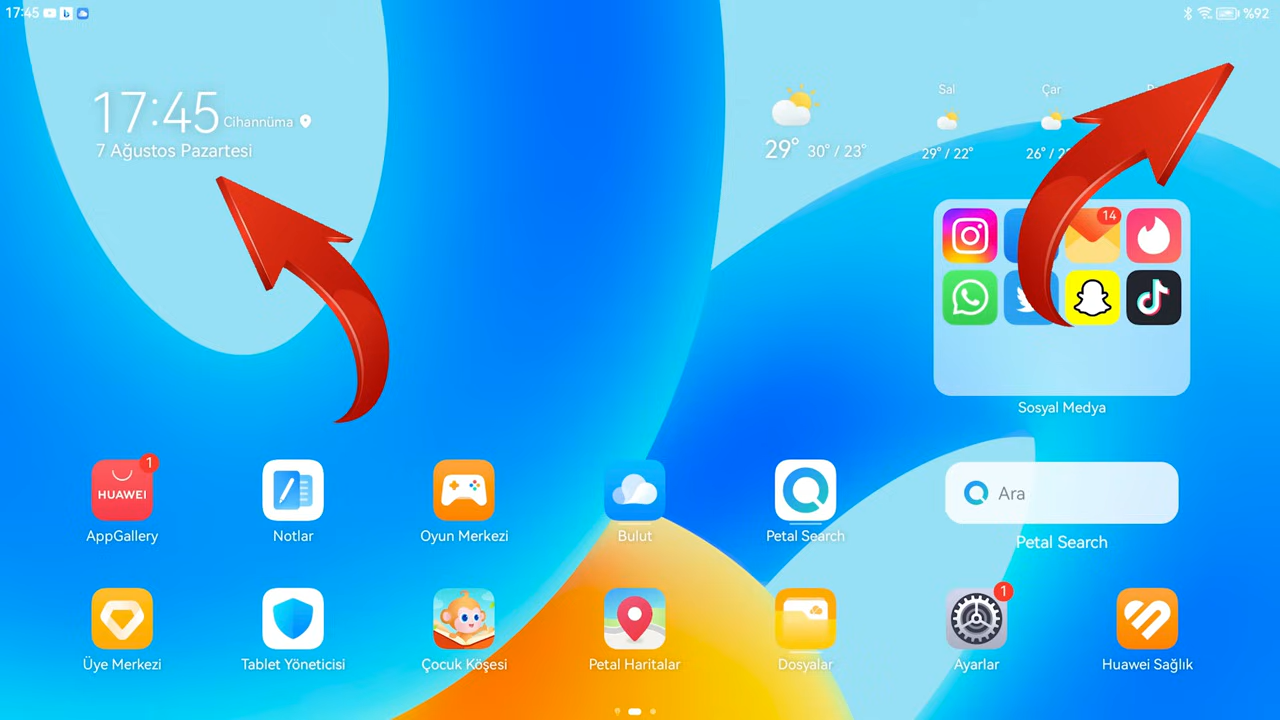 17:45
%92
17:45 Cihannüma
7 Ağustos Pazartesi
29° 30° / 23°
Sal
29° / 22°
Çar
14
Sosyal Medya
1
HUAWEI
AppGallery
Notlar
Oyun Merkezi
Bulut
Petal Search
Ara
Petal Search
Üye Merkezi
Tablet Yöneticisi
Çocuk Köşesi
Petal Haritalar
Dosyalar
1
Ayarlar
Huawei Sağlık